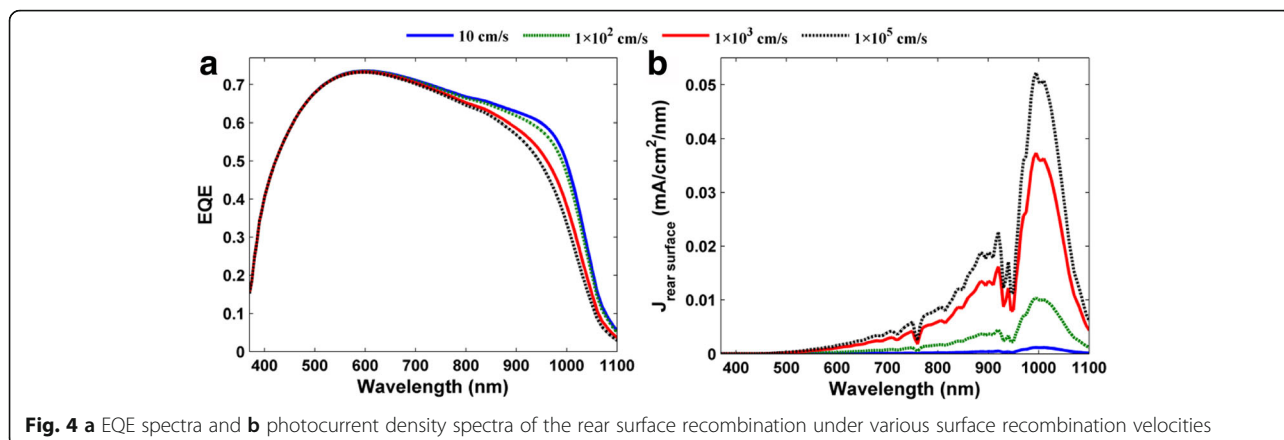 10 cm/s 1×10² cm/s 1×10³ cm/s 1×10⁵ cm/s
a
0.7
0.6
0.5
0.4
0.3
0.2
0.1
0
EQE
400 500 600 700 800 900 1000 1100
Wavelength (nm)
b
0.05
0.04
0.03
0.02
0.01
0
J rear surface (mA/cm²/nm)
400 500 600 700 800 900 1000 1100
Wavelength (nm)
Fig. 4 a EQE spectra and b photocurrent density spectra of the rear surface recombination under various surface recombination velocities